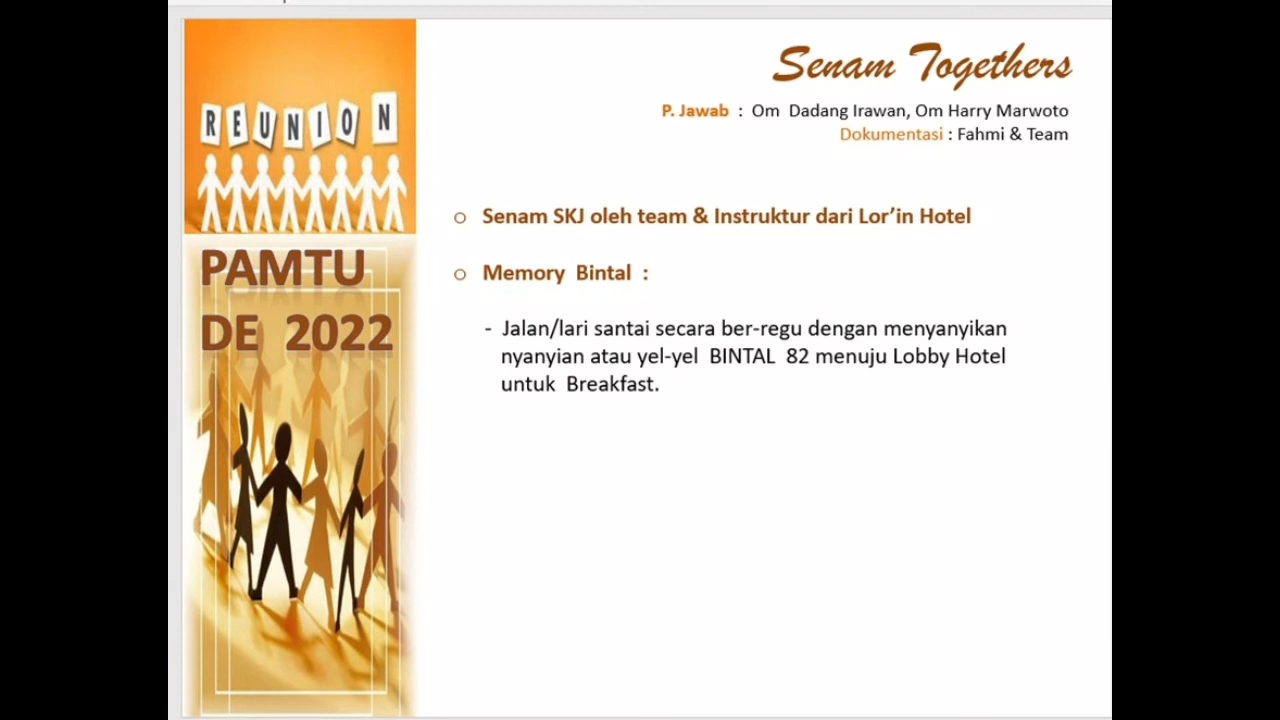 REUNION
PAMTU
DE 2022
Senam Togethers
P. Jawab : Om Dadang Irawan, Om Harry Marwoto
Dokumentasi : Fahmi & Team
o Senam SKJ oleh team & Instruktur dari Lor’in Hotel
o Memory Bintal :
- Jalan/lari santai secara ber-regu dengan menyanyikan
nyanyian atau yel-yel BINTAL 82 menuju Lobby Hotel
untuk Breakfast.